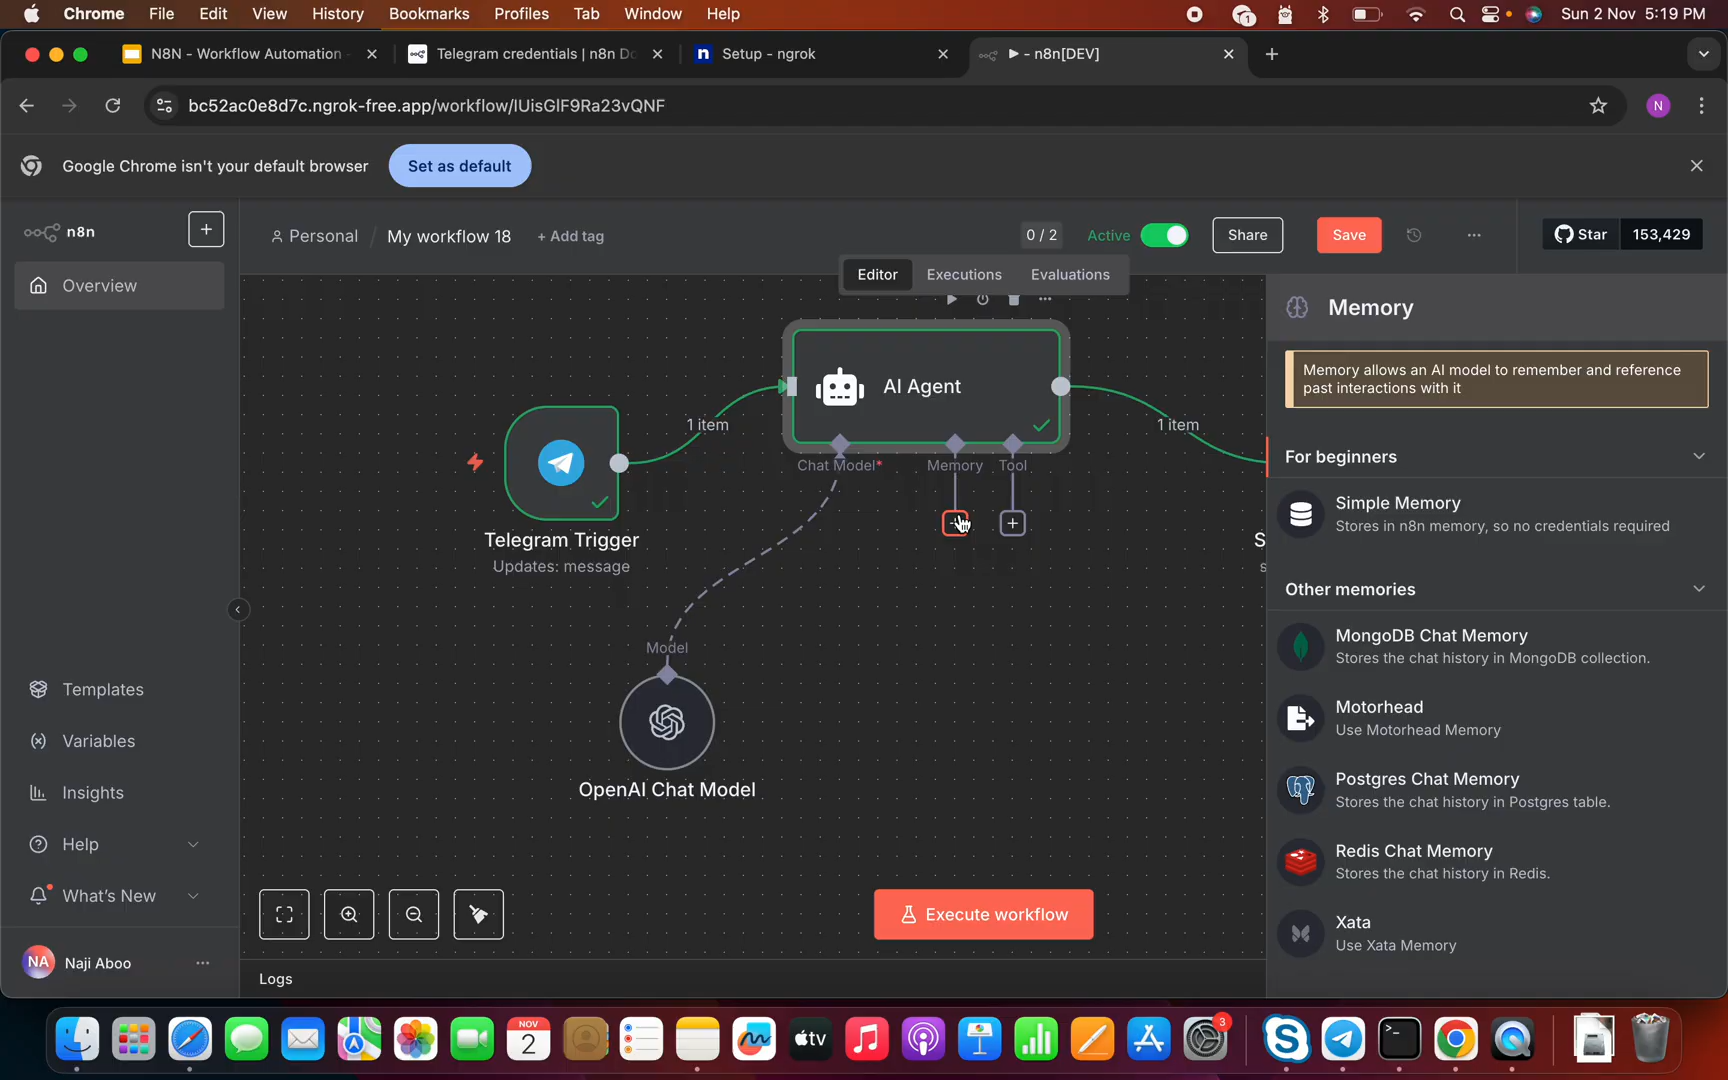 Chrome File Edit View History Bookmarks Profiles Tab Window Help Sun 2 Nov 5:19 PM
N8N - Workflow Automation
Telegram credentials | n8n Do
Setup - ngrok
▶ - n8n[DEV]
bc52ac0e8d7c.ngrok-free.app/workflow/IUisGIF9Ra23vQNF
N
Google Chrome isn't your default browser
Set as default
n8n
Personal / My workflow 18 + Add tag
0 / 2
Active
Share
Save
Star 153,429
Overview
Editor Executions Evaluations
Memory
Memory allows an AI model to remember and reference
past interactions with it
AI Agent
1 item
1 item
Chat Model*
Memory
Tool
Telegram Trigger
Updates: message
S
s
Model
OpenAI Chat Model
For beginners
Simple Memory
Stores in n8n memory, so no credentials required
Other memories
MongoDB Chat Memory
Stores the chat history in MongoDB collection.
Motorhead
Use Motorhead Memory
Postgres Chat Memory
Stores the chat history in Postgres table.
Redis Chat Memory
Stores the chat history in Redis.
Xata
Use Xata Memory
Templates
Variables
Insights
Help
What's New
NA Naji Aboo
Execute workflow
Logs
NOV
2
tv
3